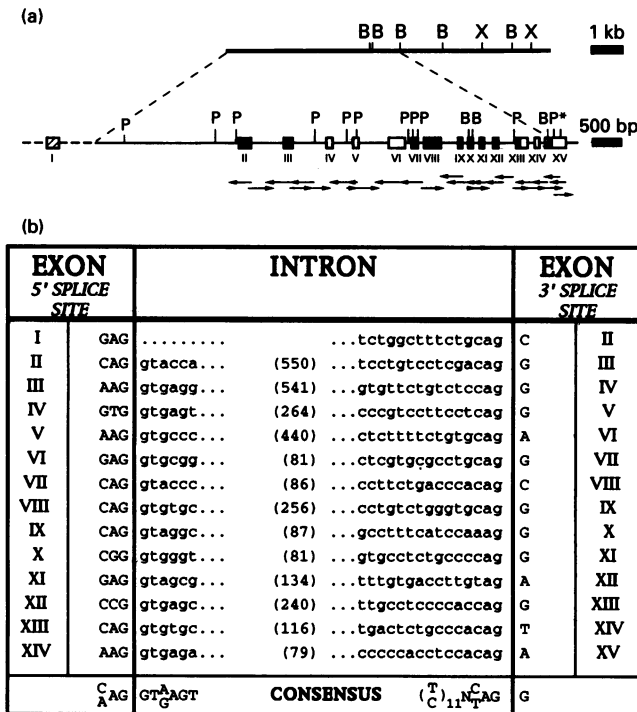 (a)
B B B B X B X 1 kb
P P P P P P P P P B B P B P * 500 bp
I II III IV V VI VII VIII IX X XI XII XIII XIV XV
(b)
EXON INTRON EXON
5' SPLICE SITE 3' SPLICE SITE
I GAG ......... ...tctggctttctgcag C II
II CAG gtacca... (550) ...tcctgtcctcgacag G III
III AAG gtgagg... (541) ...gtgttctgtctccag G IV
IV GTG gtgagt... (264) ...cccgtccttcctcag G V
V AAG gtgccc... (440) ...ctcttttctgtgcag A VI
VI GAG gtgcgg... (81) ...ctcgtgcgcctgcag G VII
VII CAG gtaccc... (86) ...ccttctgacccacag C VIII
VIII CAG gtgtgc... (256) ...cctgtctgggtgcag G IX
IX CAG gtaggc... (87) ...gcctttcatccaaag G X
X CGG gtgggt... (81) ...gtgcctctgccccag G XI
XI GAG gtagcg... (134) ...tttgtgaccttgtag A XII
XII CCG gtgagc... (240) ...ttgcctccccaccag G XIII
XIII CAG gtgtgc... (116) ...tgactctgcccacag T XIV
XIV AAG gtgaga... (79) ...cccccacctccacag A XV
C/A AG GT A/G AGT CONSENSUS (T/C)11 N C/T AG G